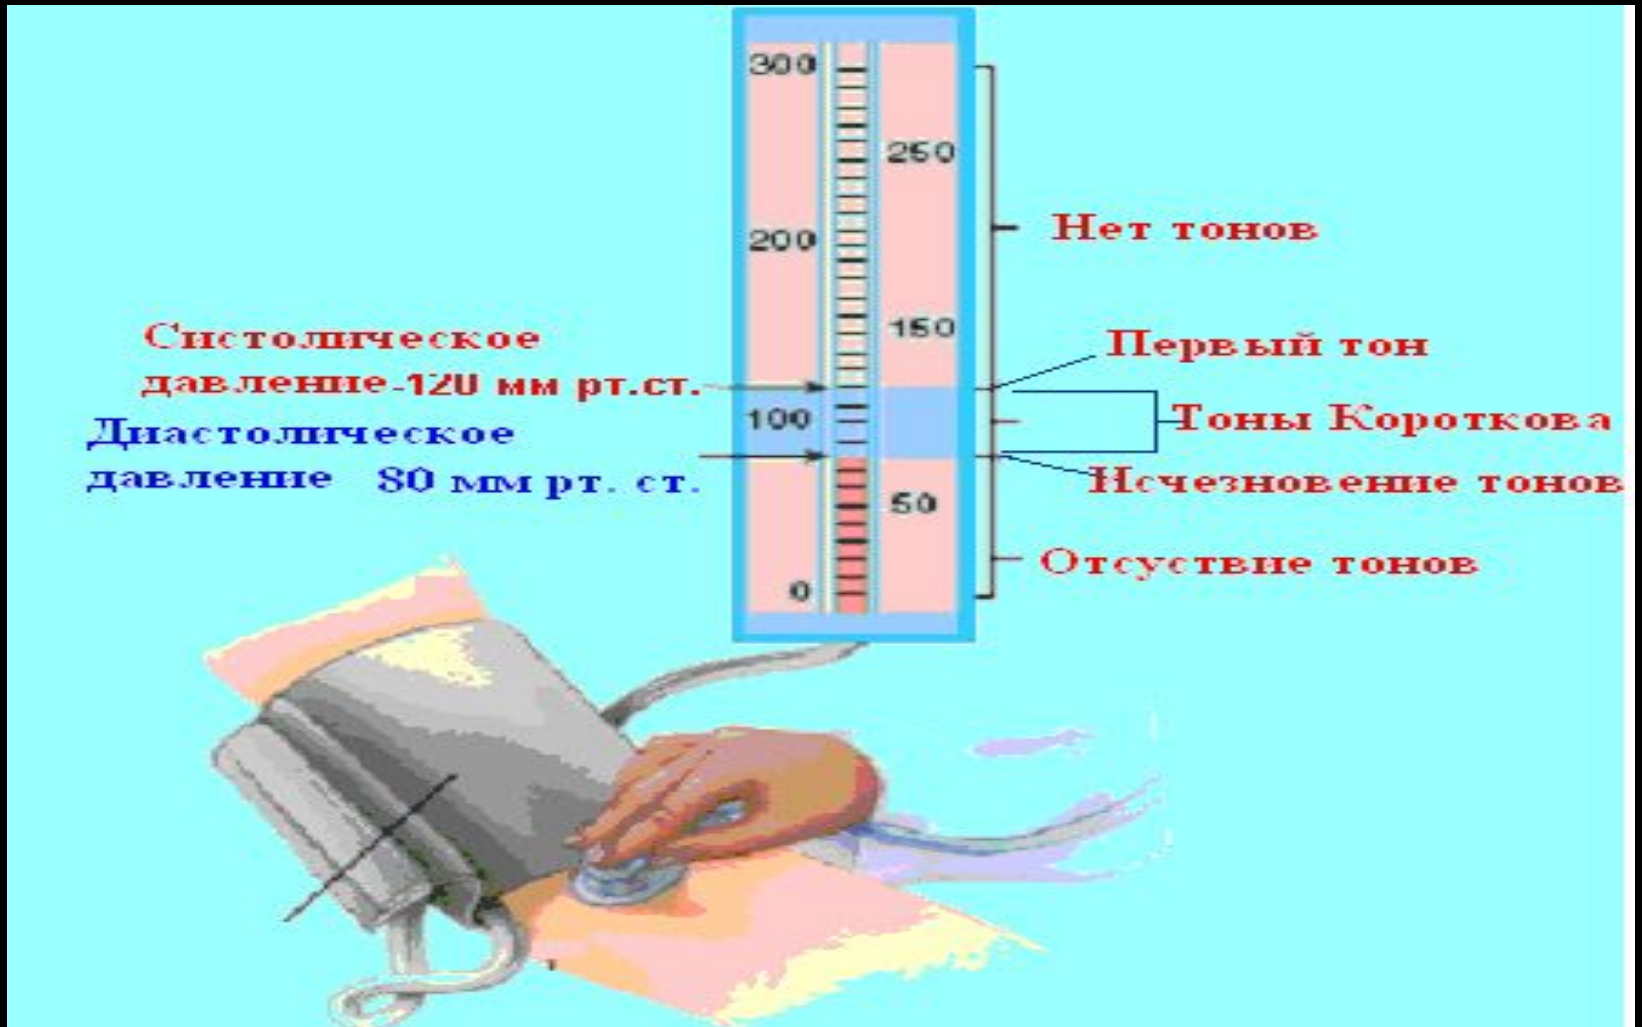 300
250
Нет тонов
200
150
Систолическое
давление-120 мм рт.ст.
Первый тон
100
Тоны Короткова
Диастолическое
давление 80 мм рт. ст.
Исчезновение тонов
50
Отсуствие тонов
0